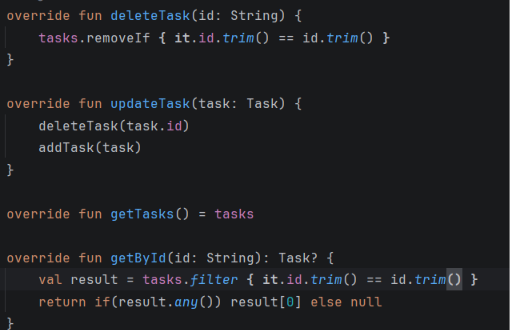 override fun deleteTask(id: String) {
    tasks.removeIf { it.id.trim() == id.trim() }
}
override fun updateTask(task: Task) {
    deleteTask(task.id)
    addTask(task)
}
override fun getTasks() = tasks
override fun getById(id: String): Task? {
    val result = tasks.filter { it.id.trim() == id.trim() }
    return if(result.any()) result[0] else null
}